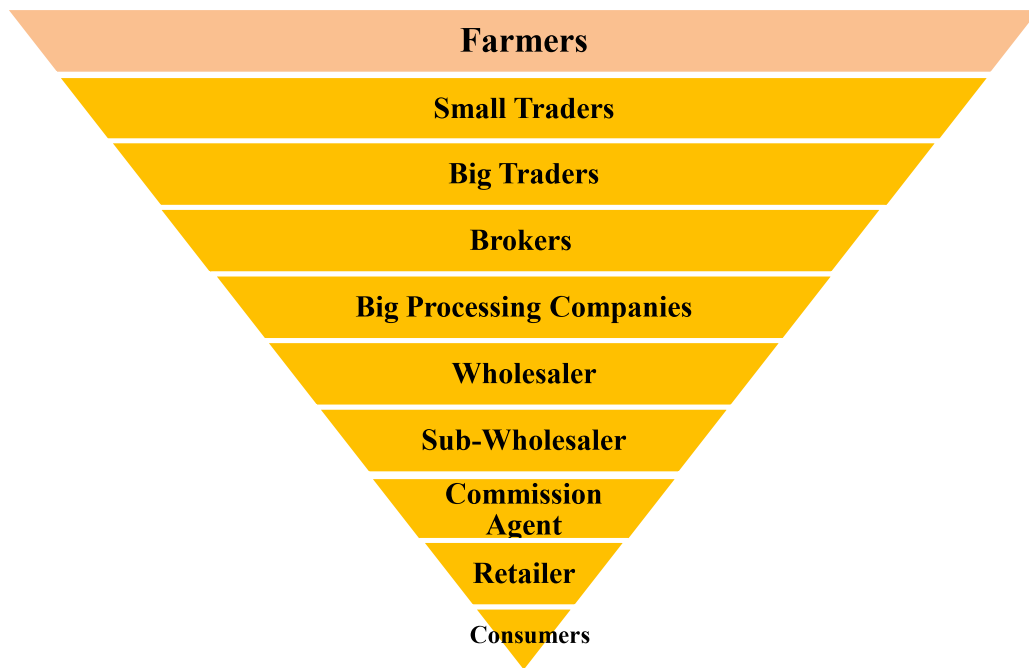 Farmers
Small Traders
Big Traders
Brokers
Big Processing Companies
Wholesaler
Sub-Wholesaler
Commission
Agent
Retailer
Consumers